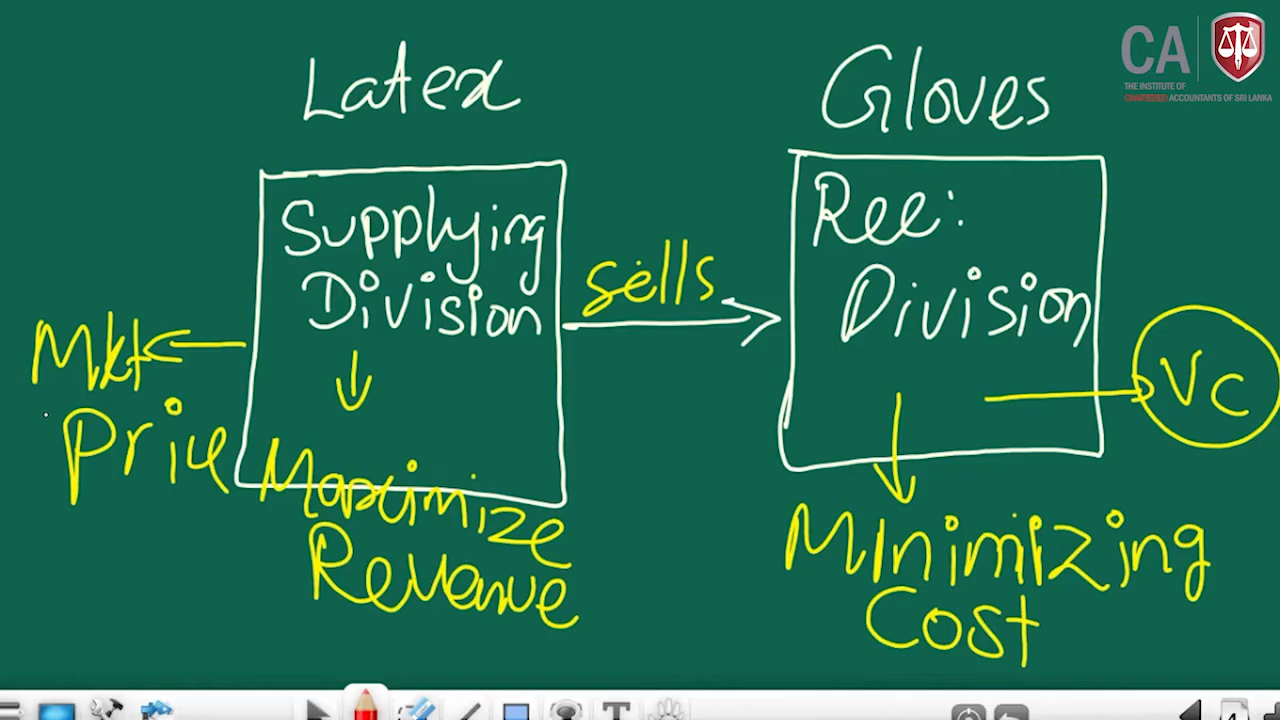 CA
THE INSTITUTE OF
CHARTERED ACCOUNTANTS OF SRI LANKA
Latex
Gloves
Supplying
Division
sells
Rec:
Division
Mkt
Price
VC
Maximize
Revenue
Minimizing
Cost